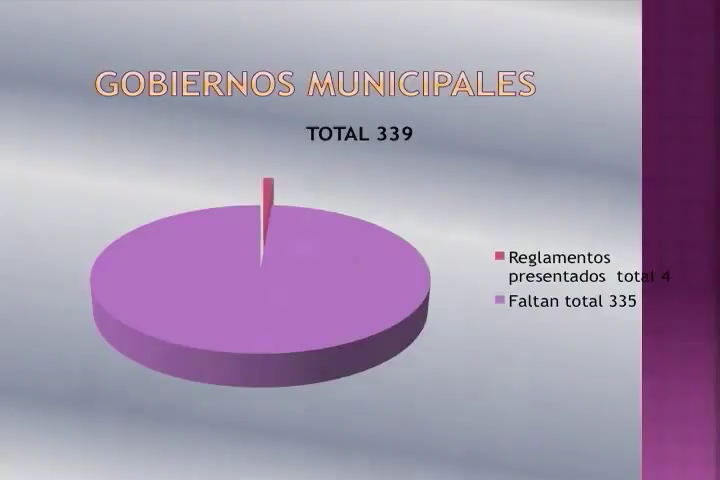 GOBIERNOS MUNICIPALES
TOTAL 339
Reglamentos
presentados total 4
Faltan total 335